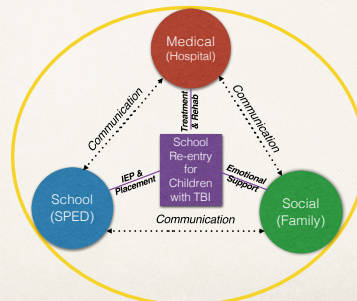 Medical
(Hospital)
Communication
Communication
Treatment
& Rehab
School
Re-entry
for
Children
with TBI
IEP &
Placement
Emotional
Support
School
(SPED)
Social
(Family)
Communication